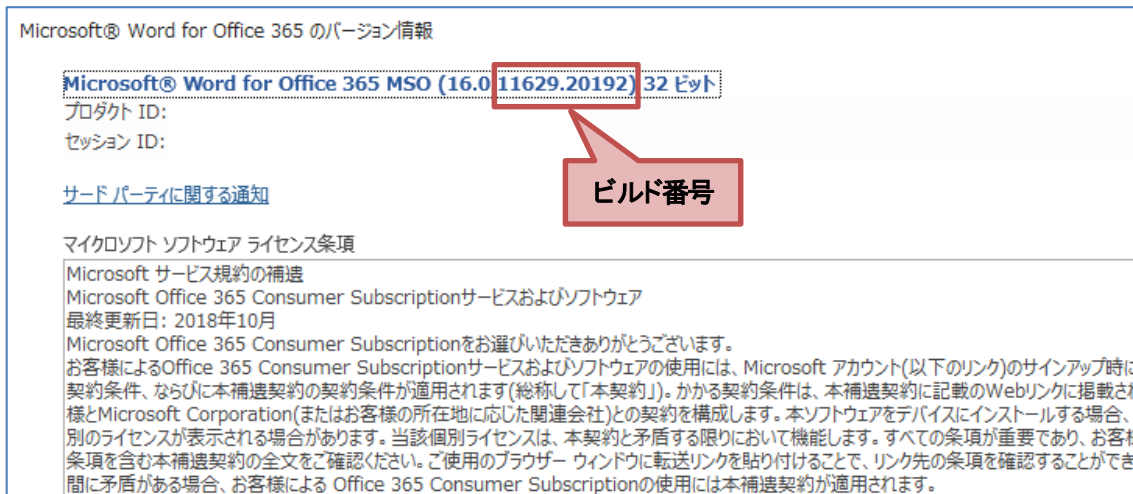 Microsoft® Word for Office 365 のバージョン情報
Microsoft® Word for Office 365 MSO (16.0.11629.20192) 32 ビット
プロダクト ID:
セッション ID:
ビルド番号
サード パーティに関する通知
マイクロソフト ソフトウェア ライセンス条項
Microsoft サービス規約の補遺
Microsoft Office 365 Consumer Subscriptionサービスおよびソフトウェア
最終更新日: 2018年10月
Microsoft Office 365 Consumer Subscriptionをお選びいただきありがとうございます。
お客様によるOffice 365 Consumer Subscriptionサービスおよびソフトウェアの使用には、Microsoft アカウント(以下のリンク)のサインアップ時に
契約条件、ならびに本補遺契約の契約条件が適用されます(総称して「本契約」)。かかる契約条件は、本補遺契約に記載のWebリンクに掲載され
様とMicrosoft Corporation(またはお客様の所在地に応じた関連会社)との契約を構成します。本ソフトウェアをデバイスにインストールする場合、
別のライセンスが表示される場合があります。当該個別ライセンスは、本契約と矛盾する限りにおいて機能します。すべての条項が重要であり、お客様
条項を含む本補遺契約の全文をご確認ください。ご使用のブラウザー ウィンドウに転送リンクを貼り付けることで、リンク先の条項を確認することができ
間に矛盾がある場合、お客様による Office 365 Consumer Subscriptionの使用には本補遺契約が適用されます。